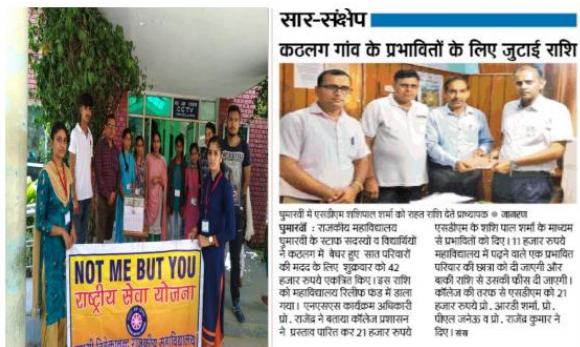 CCTV
NOT ME BUT YOU
राष्ट्रीय सेवा योजना
सार-संक्षेप
कठलग गांव के प्रभावितों के लिए जुटाई राशि
घुमारवीं में एसडीएम शशिपाल शर्मा को राहत राशि देते प्राध्यापक ● जागरण
घुमारवीं : राजकीय महाविद्यालय
घुमारवीं के स्टाफ सदस्यों व विद्यार्थियों
ने कठलग में बेघर हुए सात परिवारों
की मदद के लिए शुक्रवार को 42
हजार रुपये एकत्रित किए। इस राशि
को महाविद्यालय रिलीफ फंड में डाला
गया। एनएसएस कार्यक्रम अधिकारी
प्रो. राजेंद्र ने बताया कॉलेज प्रशासन
ने प्रस्ताव पारित कर 21 हजार रुपये
एसडीएम के शशि पाल शर्मा के माध्यम
से प्रभावितों को दिए। 11 हजार रुपये
महाविद्यालय में पढ़ने वाले एक प्रभावित
परिवार की छात्रा को दी जाएगी और
बाकी राशि से उसकी फीस दी जाएगी।
कॉलेज की तरफ से एसडीएम को 21
हजार रुपये प्रो. आरडी शर्मा, प्रो.
पीएल जनेऊ व प्रो. राजेंद्र कुमार ने
दिए। संस